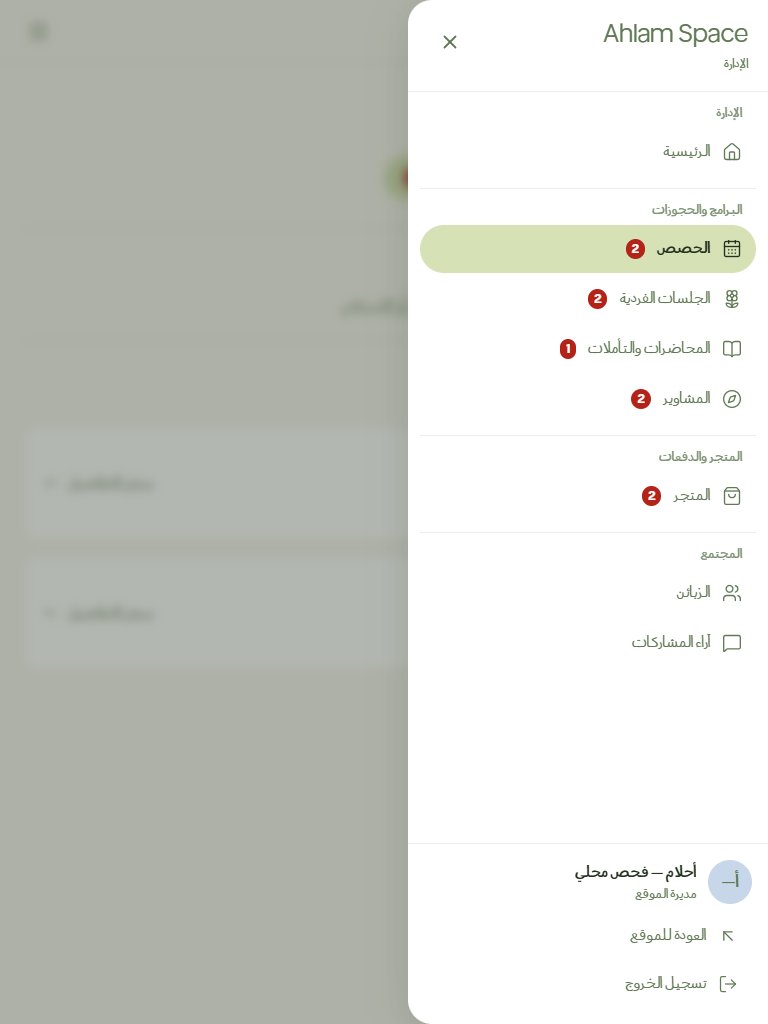 Ahlam Space
الإدارة
الإدارة
الرئيسية
البرامج والحجوزات
الحصص 2
الجلسات الفردية 2
المحاضرات والتأملات 1
المشاوير 2
المتجر والدفعات
المتجر 2
المجتمع
الزبائن
آراء المشاركات
أ—
أحلام — فحص محلي
مديرة الموقع
العودة للموقع
تسجيل الخروج